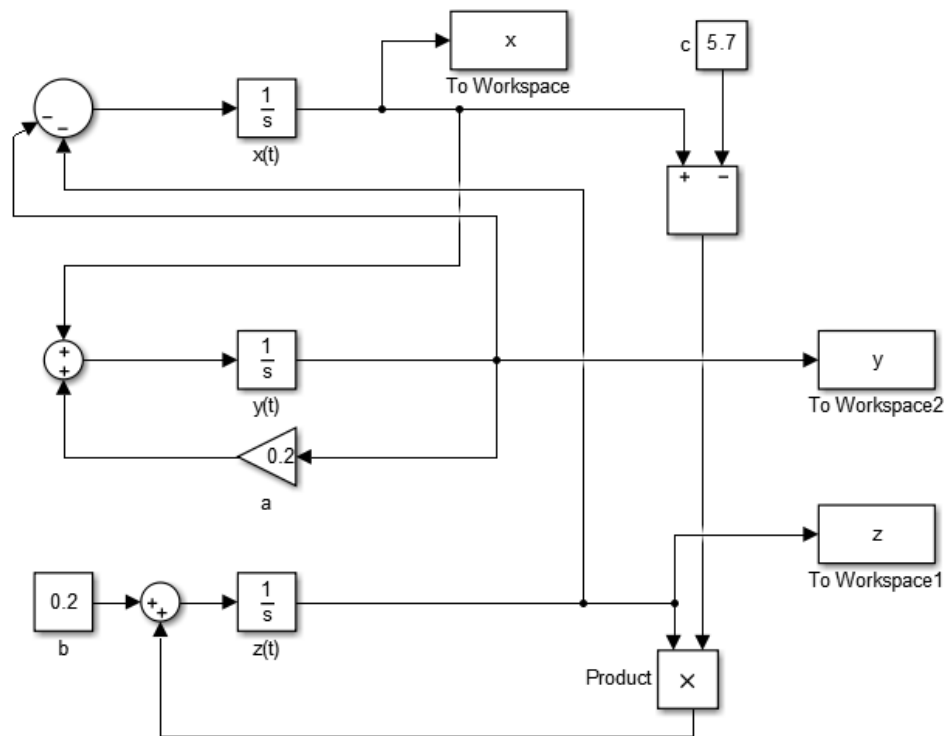 x
To Workspace
c
5.7
− −
1
s
x(t)
+ −
+
+
1
s
y(t)
y
To Workspace2
0.2
a
z
To Workspace1
0.2
b
+
+
1
s
z(t)
Product
×